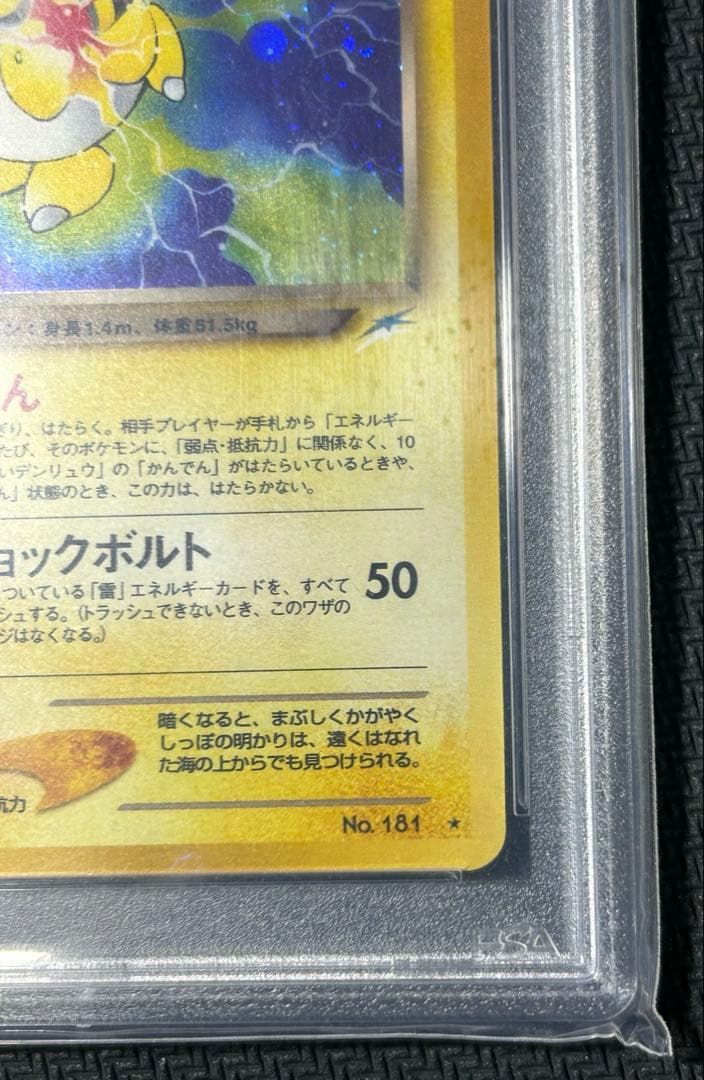 ン：身長1.4m、体重61.5kg
ん
ぎり、はたらく。相手プレイヤーが手札から「エネルギー
たび、そのポケモンに、「弱点・抵抗力」に関係なく、10
いデンリュウ」の「かんでん」がはたらいているときや、
ん」状態のとき、この力は、はたらかない。
ョックボルト
50
ついている「雷」エネルギーカードを、すべて
シュする。（トラッシュできないとき、このワザの
ジはなくなる。）
暗くなると、まぶしくかがやく
しっぽの明かりは、遠くはなれ
た海の上からでも見つけられる。
抗力
No. 181 ★